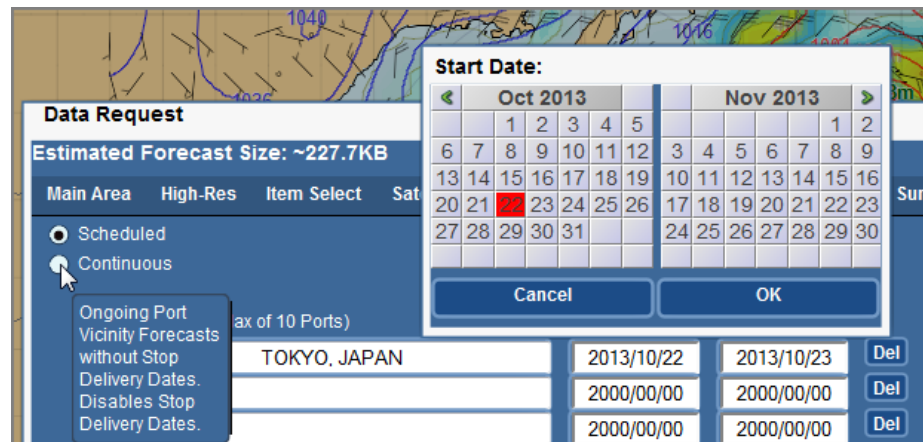 1040
1016
1004
Start Date:
Oct 2013 Nov 2013
1 2 3 4 5 1 2
6 7 8 9 10 11 12 3 4 5 6 7 8 9
13 14 15 16 17 18 19 10 11 12 13 14 15 16
20 21 22 23 24 25 26 17 18 19 20 21 22 23
27 28 29 30 31 24 25 26 27 28 29 30
Cancel OK
1036
Data Request
Estimated Forecast Size: ~227.7KB
Main Area High-Res Item Select
Scheduled
Continuous
Ongoing Port
Vicinity Forecasts
without Stop
Delivery Dates.
Disables Stop
Delivery Dates.
ax of 10 Ports)
TOKYO, JAPAN 2013/10/22 2013/10/23 Del
2000/00/00 2000/00/00 Del
2000/00/00 2000/00/00 Del